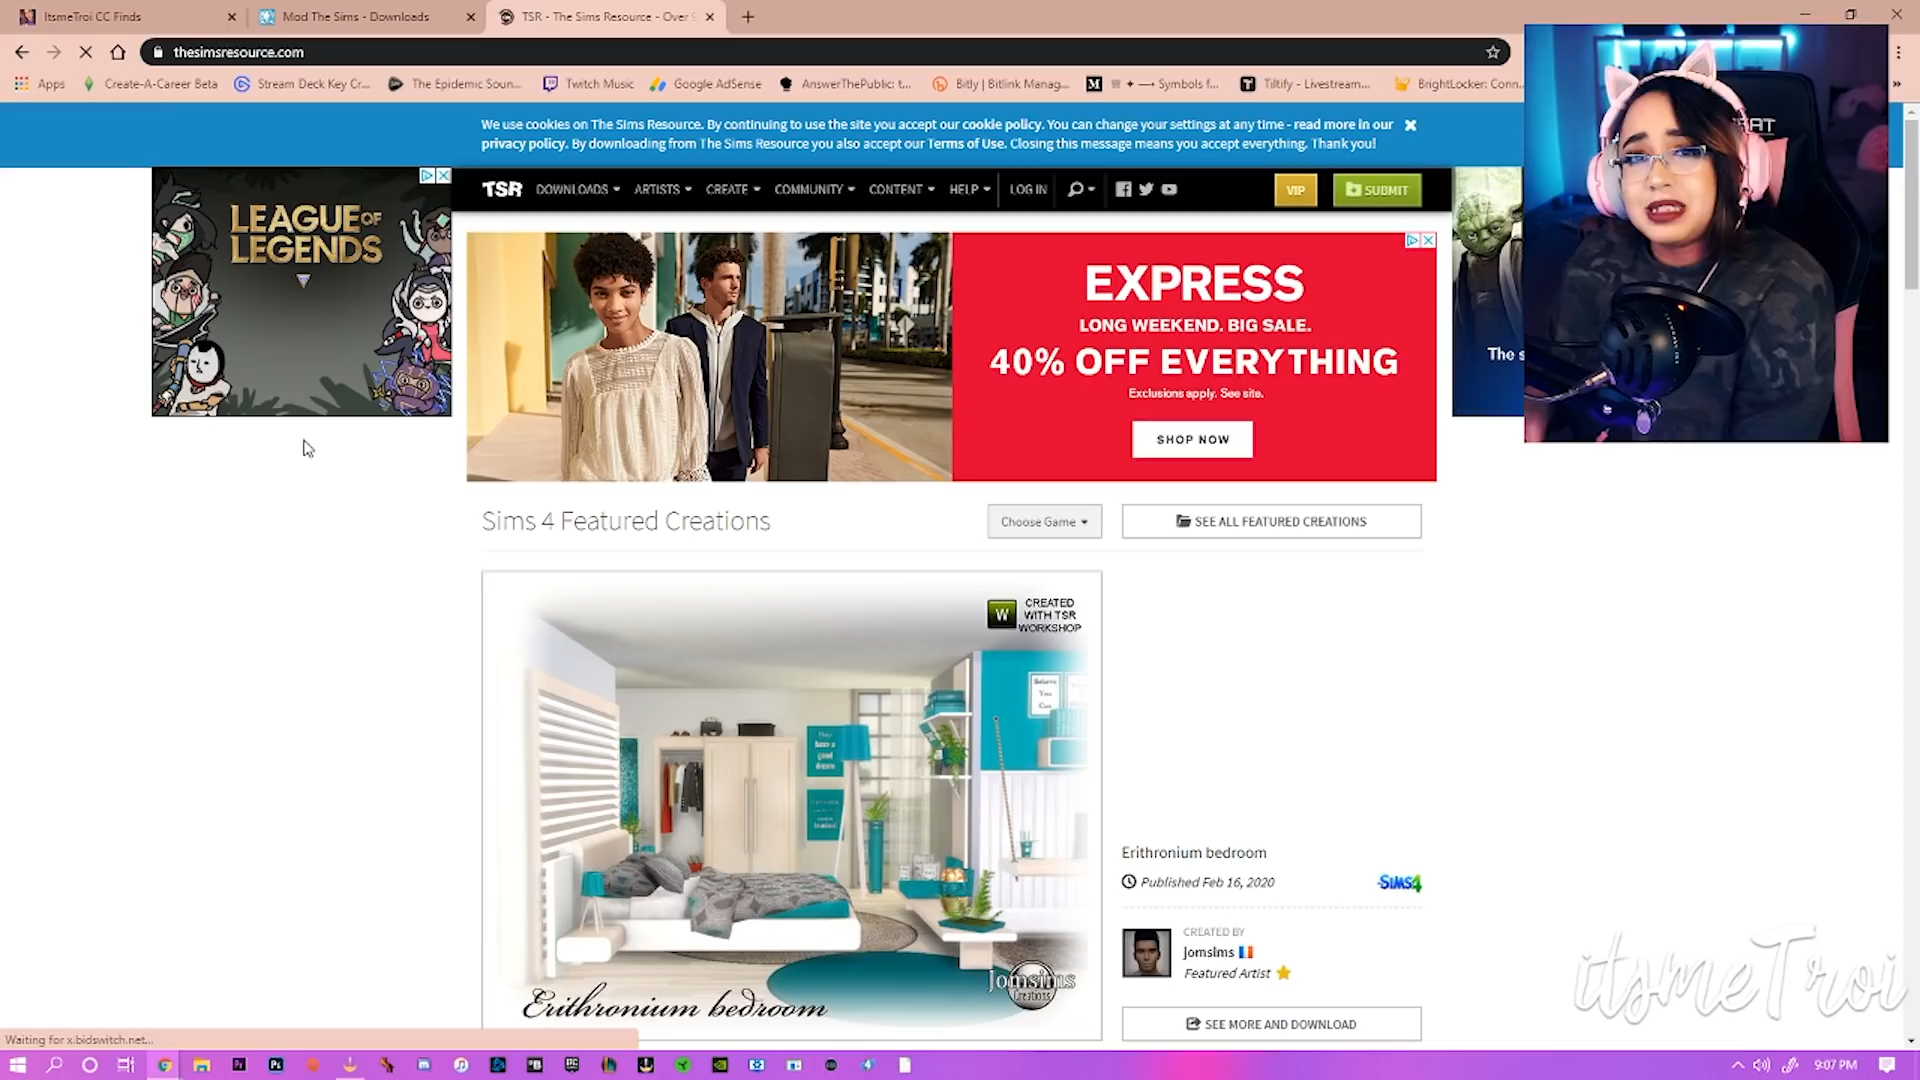 ItsmeTroi CC Finds
Mod The Sims - Downloads
TSR - The Sims Resource - Over 9
thesimsresource.com
Apps
Create-A-Career Beta
Stream Deck Key Cr...
The Epidemic Soun...
Twitch Music
Google AdSense
AnswerThePublic: t...
Bitly | Bitlink Manag...
Symbols f...
Tiltify - Livestream...
BrightLocker: Conn...
We use cookies on The Sims Resource. By continuing to use the site you accept our cookie policy. You can change your settings at any time - read more in our
privacy policy. By downloading from The Sims Resource you also accept our Terms of Use. Closing this message means you accept everything. Thank you!
TSR DOWNLOADS ARTISTS CREATE COMMUNITY CONTENT HELP LOG IN VIP SUBMIT
LEAGUE OF
LEGENDS
EXPRESS
LONG WEEKEND. BIG SALE.
40% OFF EVERYTHING
Exclusions apply. See site.
SHOP NOW
The s
Sims 4 Featured Creations
Choose Game
SEE ALL FEATURED CREATIONS
W
CREATED
WITH TSR
WORKSHOP
Jomsims
Creations
Erithronium bedroom
Erithronium bedroom
Published Feb 16, 2020
SIMS4
CREATED BY
Jomsims
Featured Artist
SEE MORE AND DOWNLOAD
itsmeTroi
Waiting for x.bidswitch.net...
9:07 PM